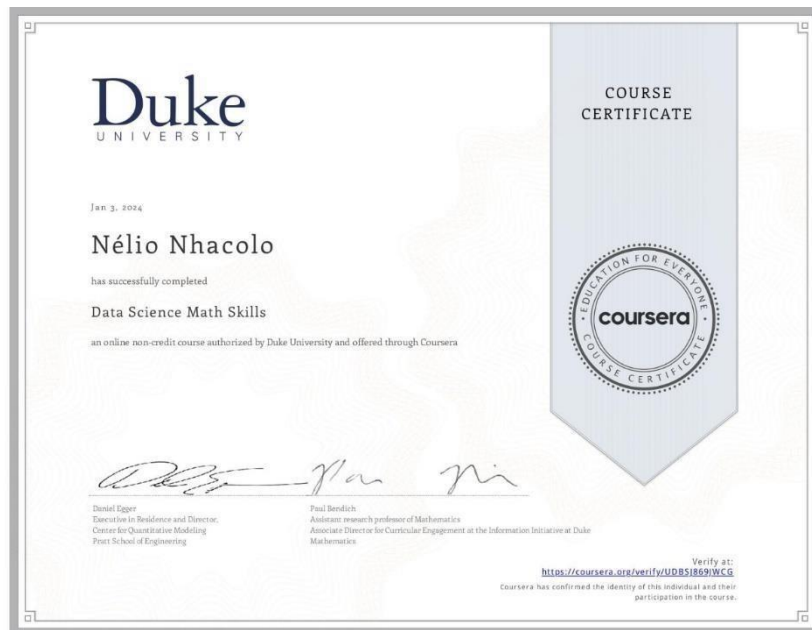 Duke
UNIVERSITY
COURSE
CERTIFICATE
Jan 3, 2024
Nélio Nhacolo
has successfully completed
Data Science Math Skills
an online non-credit course authorized by Duke University and offered through Coursera
EDUCATION FOR EVERYONE
coursera
COURSE CERTIFICATE
Daniel Egger
Executive in Residence and Director,
Center for Quantitative Modeling
Pratt School of Engineering
Paul Bendich
Assistant research professor of Mathematics
Associate Director for Curricular Engagement at the Information Initiative at Duke
Mathematics
Verify at:
https://coursera.org/verify/UDBSJ869JWCG
Coursera has confirmed the identity of this individual and their
participation in the course.